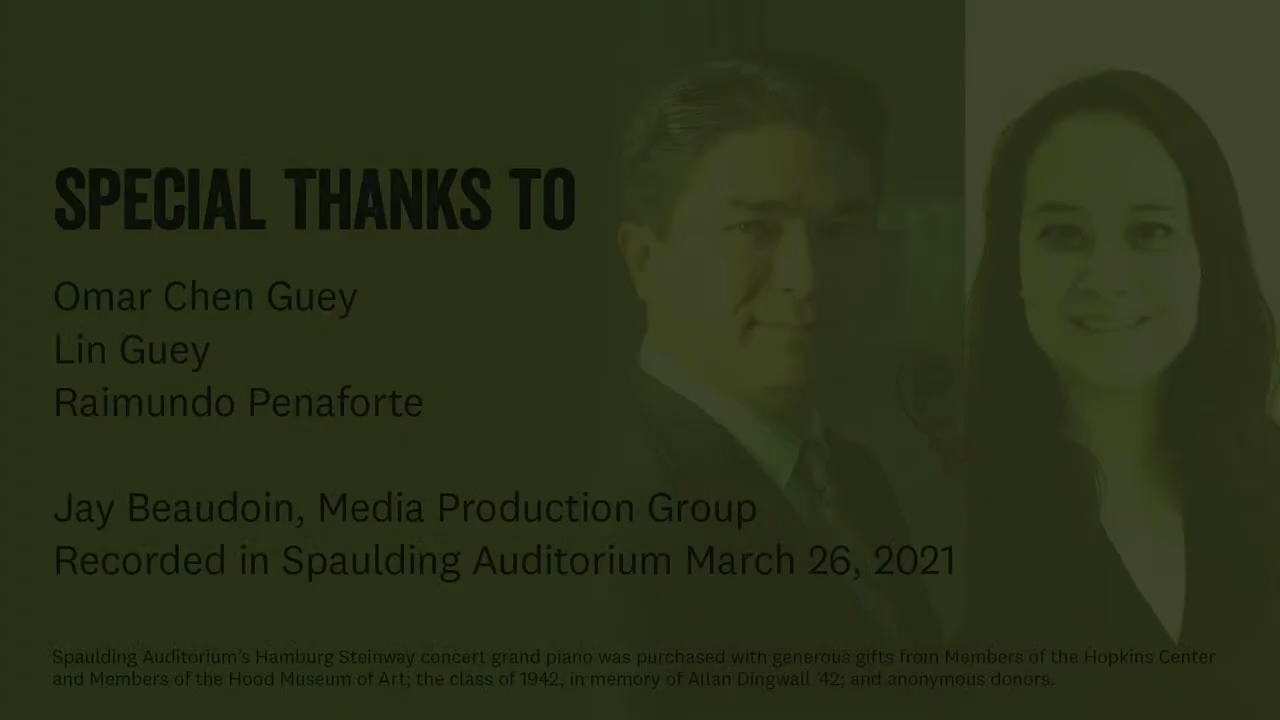 SPECIAL THANKS TO
Omar Chen Guey
Lin Guey
Raimundo Penaforte
Jay Beaudoin, Media Production Group
Recorded in Spaulding Auditorium March 26, 2021
Spaulding Auditorium's Hamburg Steinway concert grand piano was purchased with generous gifts from Members of the Hopkins Center
and Members of the Hood Museum of Art; the class of 1942, in memory of Allan Dingwall '42; and anonymous donors.